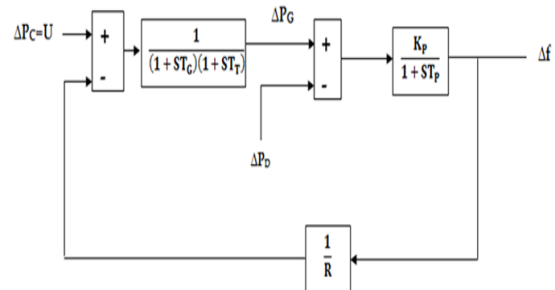 ΔP_C=U
+
-
1
(1+ST_G)(1+ST_T)
ΔP_G
+
-
ΔP_D
K_P
1+ST_P
Δf
1
R